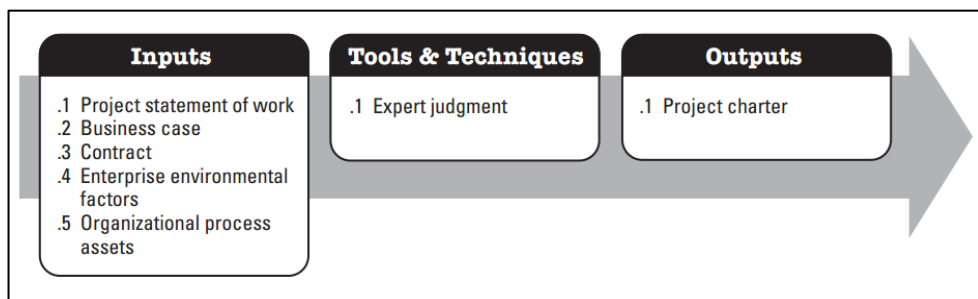 Inputs
.1 Project statement of work
.2 Business case
.3 Contract
.4 Enterprise environmental
factors
.5 Organizational process
assets
Tools & Techniques
.1 Expert judgment
Outputs
.1 Project charter